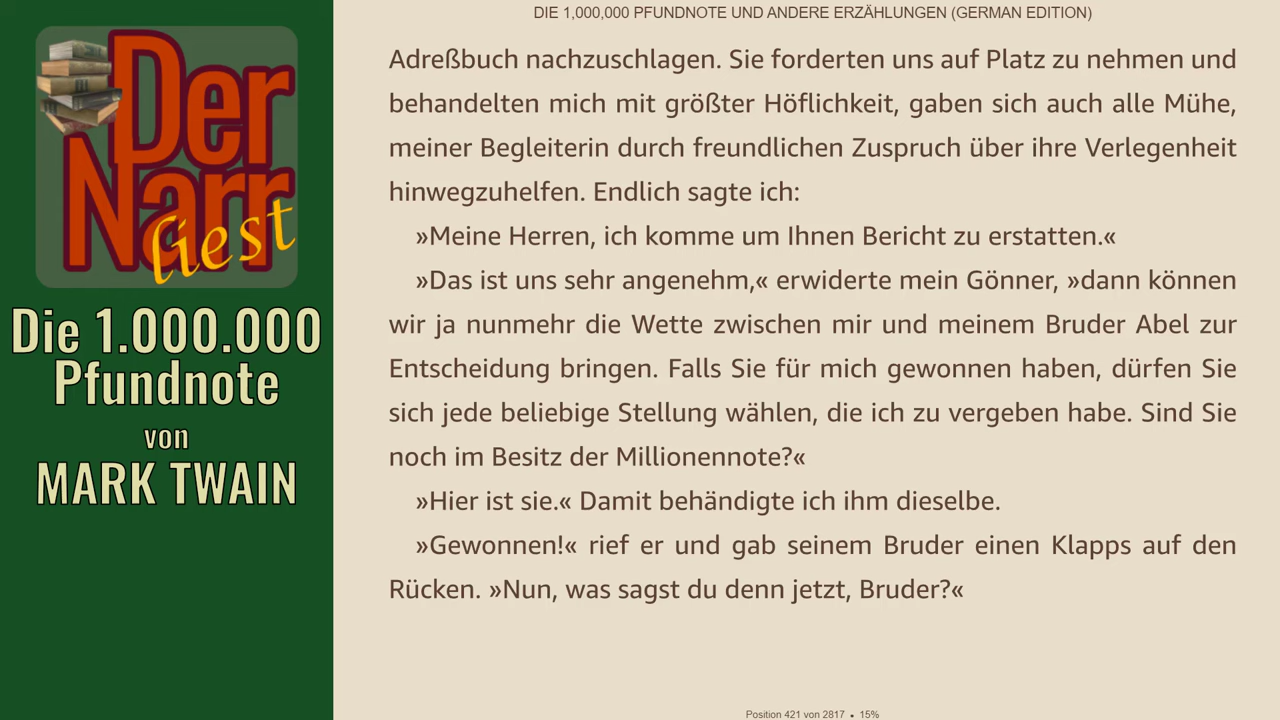 Der
Narr
liest
Die 1.000.000
Pfundnote
von
MARK TWAIN
DIE 1,000,000 PFUNDNOTE UND ANDERE ERZÄHLUNGEN (GERMAN EDITION)
Adreßbuch nachzuschlagen. Sie forderten uns auf Platz zu nehmen und
behandelten mich mit größter Höflichkeit, gaben sich auch alle Mühe,
meiner Begleiterin durch freundlichen Zuspruch über ihre Verlegenheit
hinwegzuhelfen. Endlich sagte ich:
»Meine Herren, ich komme um Ihnen Bericht zu erstatten.«
»Das ist uns sehr angenehm,« erwiderte mein Gönner, »dann können
wir ja nunmehr die Wette zwischen mir und meinem Bruder Abel zur
Entscheidung bringen. Falls Sie für mich gewonnen haben, dürfen Sie
sich jede beliebige Stellung wählen, die ich zu vergeben habe. Sind Sie
noch im Besitz der Millionennote?«
»Hier ist sie.« Damit behändigte ich ihm dieselbe.
»Gewonnen!« rief er und gab seinem Bruder einen Klapps auf den
Rücken. »Nun, was sagst du denn jetzt, Bruder?«
Position 421 von 2817 • 15%